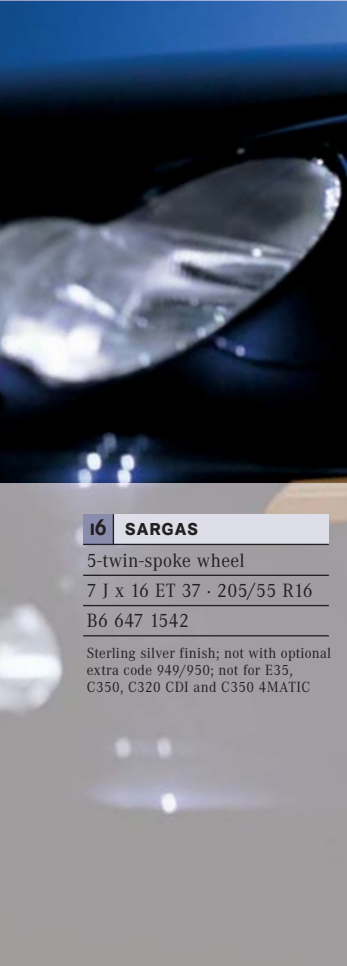 16 SARGAS
5-twin-spoke wheel
7 J x 16 ET 37 · 205/55 R16
B6 647 1542
Sterling silver finish; not with optional
extra code 949/950; not for E35,
C350, C320 CDI and C350 4MATIC